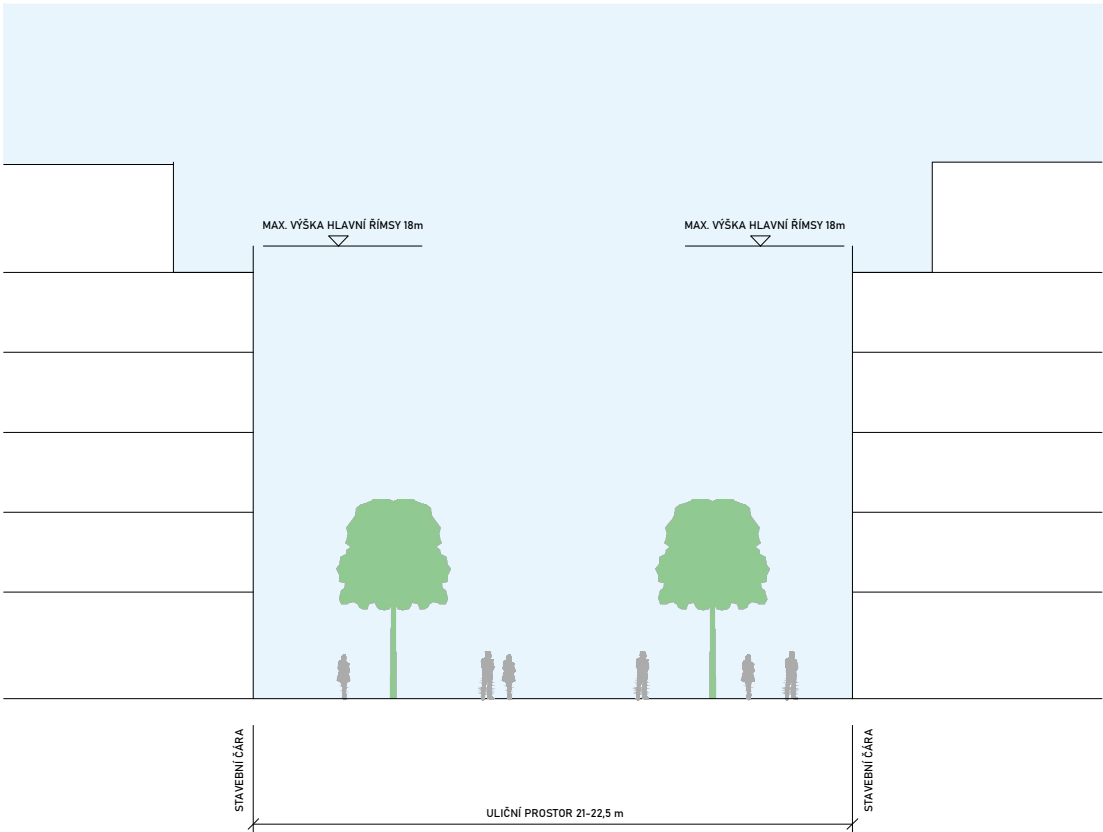 MAX. VÝŠKA HLAVNÍ ŘÍMSY 18m
MAX. VÝŠKA HLAVNÍ ŘÍMSY 18m
STAVEBNÍ ČÁRA
STAVEBNÍ ČÁRA
ULIČNÍ PROSTOR 21-22,5 m